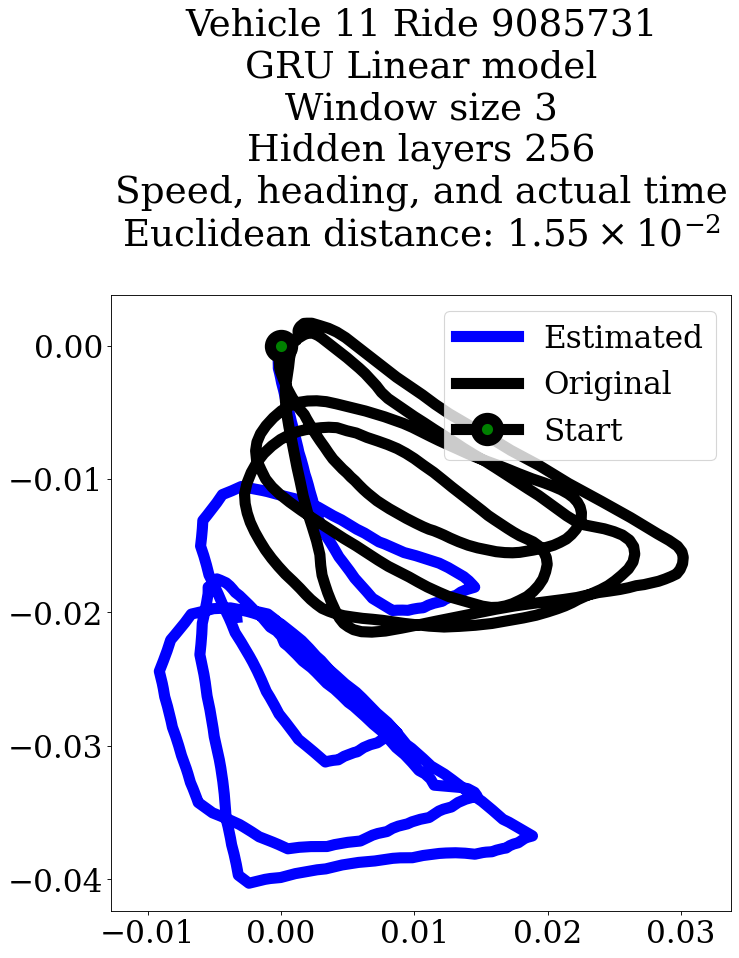 Vehicle 11 Ride 9085731
GRU Linear model
Window size 3
Hidden layers 256
Speed, heading, and actual time
Euclidean distance: 1.55 × 10⁻²
Estimated
Original
Start
0.00
−0.01
−0.02
−0.03
−0.04
−0.01 0.00 0.01 0.02 0.03